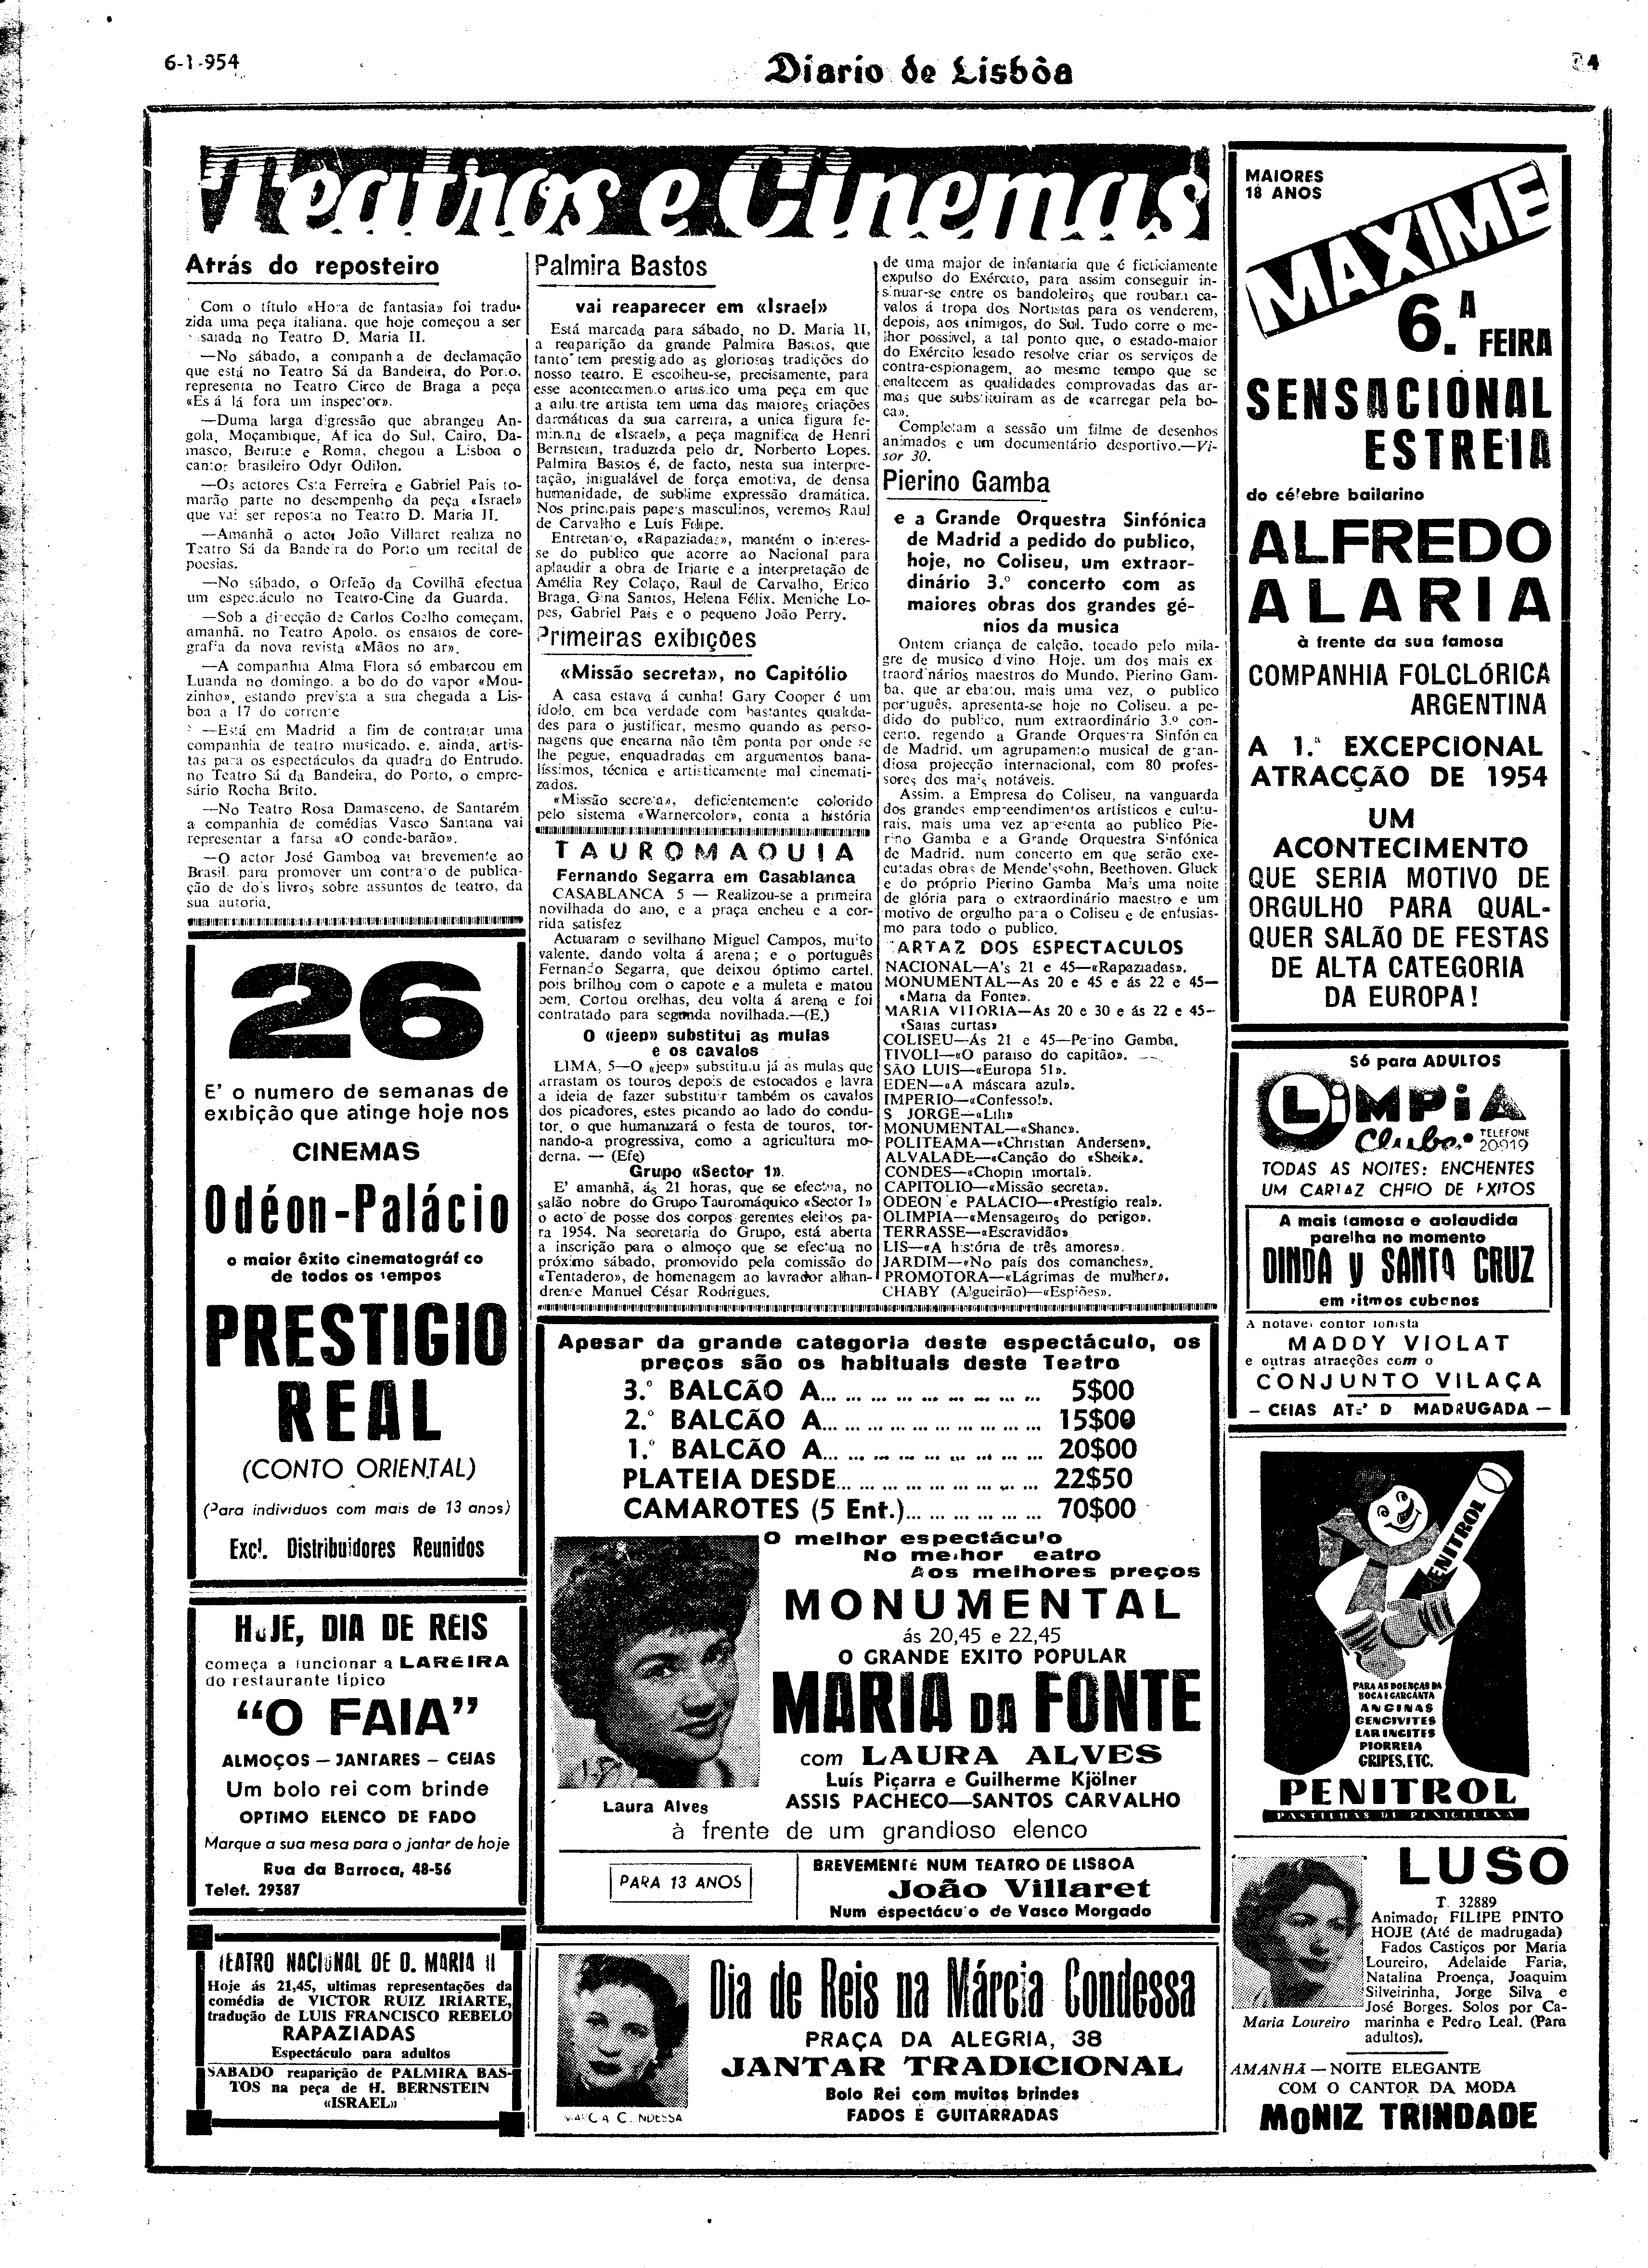 6-1-954
Diario de Lisbôa
4
Teatros e Cinemas
Atrás do reposteiro
Com o título «Hora de fantasia» foi tradu-
zida uma peça italiana, que hoje começou a ser
saiada no Teatro D. Maria II.
—No sábado, a companh a de declamação
que está no Teatro Sá da Bandeira, do Porto,
representa no Teatro Circo de Braga a peça
«Es á lá fora um inspector».
—Duma larga digressão que abrangeu An-
gola, Moçambique, Áf ica do Sul, Cairo, Da-
masco, Beirute e Roma, chegou a Lisboa o
cantor brasileiro Odyr Odilon.
—Os actores Costa Ferreira e Gabriel Pais to-
marão parte no desempenho da peça «Israel»
que vai ser reposta no Teatro D. Maria II.
—Amanhã o actor João Villaret realiza no
Teatro Sá da Bandeira do Porto um recital de
poesias.
—No sábado, o Orfeão da Covilhã efectua
um espectáculo no Teatro-Cine da Guarda.
—Sob a direcção de Carlos Coelho começam,
amanhã, no Teatro Apolo, os ensaios de core-
grafia da nova revista «Mãos no ar».
—A companhia Alma Flora só embarcou em
Luanda no domingo, a bo do do vapor «Mou-
zinho», estando prevista a sua chegada a Lis-
boa a 17 do corrente
—Está em Madrid a fim de contratar uma
companhia de teatro musicado, e, ainda, artis-
tas para os espectáculos da quadra do Entrudo,
no Teatro Sá da Bandeira, do Porto, o empre-
sário Rocha Brito.
—No Teatro Rosa Damasceno, de Santarém
a companhia de comédias Vasco Santana vai
representar a farsa «O conde-barão».
—O actor José Gamboa vai brevemente ao
Brasil para promover um contrato de publica-
ção de dois livros sobre assuntos de teatro, da
sua autoria.
26
E' o numero de semanas de
exibição que atinge hoje nos
CINEMAS
Odéon-Palácio
o maior êxito cinematográf co
de todos os tempos
PRESTIGIO
REAL
(CONTO ORIENTAL)
(Para individuos com mais de 13 anos)
Excl. Distribuidores Reunidos
HOJE, DIA DE REIS
começa a funcionar a LAREIRA
do restaurante típico
“O FAIA”
ALMOÇOS — JANTARES — CEIAS
Um bolo rei com brinde
OPTIMO ELENCO DE FADO
Marque a sua mesa para o jantar de hoje
Rua da Barroca, 48-56
Telef. 29387
TEATRO NACIONAL DE D. MARIA II
Hoje ás 21,45, ultimas representações da
comédia de VICTOR RUIZ IRIARTE,
tradução de LUIS FRANCISCO REBELO
RAPAZIADAS
Espectáculo para adultos
SABADO reaparição de PALMIRA BAS-
TOS na peça de H. BERNSTEIN
«ISRAEL»
Palmira Bastos
vai reaparecer em «Israel»
Está marcada para sábado, no D. Maria II,
a reaparição da grande Palmira Bastos, que
tanto tem prestigiado as gloriosas tradições do
nosso teatro. E escolheu-se, precisamente, para
esse acontecimento artístico uma peça em que
a ailustre artista tem uma das maiores criações
darmáticas da sua carreira, a unica figura fe-
minina de «Israel», a peça magnifica de Henri
Bernstein, traduzida pelo dr. Norberto Lopes.
Palmira Bastos é, de facto, nesta sua interpre-
tação, inigualável de força emotiva, de densa
humanidade, de sublime expressão dramática.
Nos principais papeis masculinos, veremos Raul
de Carvalho e Luís Filipe.
Entretanto, «Rapaziadas», mantém o interes-
se do publico que acorre ao Nacional para
aplaudir a obra de Iriarte e a interpretação de
Amélia Rey Colaço, Raul de Carvalho, Erico
Braga, Gina Santos, Helena Félix, Meniche Lo-
pes, Gabriel Pais e o pequeno João Perry.
Primeiras exibições
«Missão secreta», no Capitólio
A casa estava á cunha! Gary Cooper é um
ídolo, em boa verdade com bastantes qualida-
des para o justificar, mesmo quando as perso-
nagens que encarna não têm ponta por onde se
lhe pegue, enquadradas em argumentos bana-
líssimos, técnica e artisticamente mal cinemati-
zados.
«Missão secreta», deficientemente colorido
pelo sistema «Warnercolor», conta a história
TAUROMAQUIA
Fernando Segarra em Casablanca
CASABLANCA 5 — Realizou-se a primeira
novilhada do ano, e a praça encheu e a cor-
rida satisfez
Actuaram o sevilhano Miguel Campos, muito
valente, dando volta á arena; e o português
Fernando Segarra, que deixou óptimo cartel,
pois brilhou com o capote e a muleta e matou
bem. Cortou orelhas, deu volta á arena e foi
contratado para segunda novilhada.—(E.)
O «jeep» substitui as mulas
e os cavalos
LIMA, 5—O «jeep» substituiu já as mulas que
arrastam os touros depois de estocados e lavra
a ideia de fazer substituir também os cavalos
dos picadores, estes picando ao lado do condu-
tor, o que humanizará o festa de touros, tor-
nando-a progressiva, como a agricultura mo-
derna. — (Efe)
Grupo «Sector 1».
E' amanhã, ás 21 horas, que se efectua, no
salão nobre do Grupo Tauromáquico «Sector 1»
o acto de posse dos corpos gerentes eleitos pa-
ra 1954. Na secretaria do Grupo, está aberta
a inscrição para o almoço que se efectua no
próximo sábado, promovido pela comissão do
«Tentadero», de homenagem ao lavrador alhan-
drense Manuel César Rodrigues.
de uma major de infantaria que é ficticiamente
expulso do Exército, para assim conseguir in-
sinuar-se entre os bandoleiros que roubaram ca-
valos á tropa dos Nortistas para os venderem,
depois, aos inimigos, do Sul. Tudo corre o me-
lhor possivel, a tal ponto que, o estado-maior
do Exército lesado resolve criar os serviços de
contra-espionagem, ao mesmo tempo que se
enaltecem as qualidades comprovadas das ar-
mas que substituiram as de «carregar pela bo-
ca».
Completam a sessão um filme de desenhos
animados e um documentário desportivo.—Vi-
sor 30.
Pierino Gamba
e a Grande Orquestra Sinfónica
de Madrid a pedido do publico,
hoje, no Coliseu, um extraor-
dinário 3.º concerto com as
maiores obras dos grandes gé-
nios da musica
Ontem criança de calção, tocado pelo mila-
gre de musico divino. Hoje, um dos mais ex
traordinários maestros do Mundo, Pierino Gam-
ba, que arrebatou, mais uma vez, o publico
português, apresenta-se hoje no Coliseu, a pe-
dido do publico, num extraordinário 3.º con-
certo, regendo a Grande Orquestra Sinfónica
de Madrid, um agrupamento musical de gran-
diosa projecção internacional, com 80 profes-
sores dos mais notáveis.
Assim, a Empresa do Coliseu, na vanguarda
dos grandes empreendimentos artísticos e cultu-
rais, mais uma vez apresenta ao publico Pie-
rino Gamba e a Grande Orquestra Sinfónica
de Madrid, num concerto em que serão exe-
cutadas obras de Mendelssohn, Beethoven, Gluck
e do próprio Pierino Gamba. Mais uma noite
de glória para o extraordinário maestro e um
motivo de orgulho para o Coliseu e de entusias-
mo para todo o publico.
CARTAZ DOS ESPECTACULOS
NACIONAL—A's 21 e 45—«Rapaziadas».
MONUMENTAL—As 20 e 45 e ás 22 e 45—
«Maria da Fonte».
MARIA VITORIA—As 20 e 30 e ás 22 e 45—
«Saias curtas»
COLISEU—Ás 21 e 45—Perino Gamba.
TIVOLI—«O paraiso do capitão».
SÃO LUIS—«Europa 51».
EDEN—«A máscara azul».
IMPERIO—«Confesso!».
S JORGE—«Lili»
MONUMENTAL—«Shane».
POLITEAMA—«Christian Andersen».
ALVALADE—«Canção do «Sheik».
CONDES—«Chopin imortal».
CAPITOLIO—«Missão secreta».
ODEON e PALACIO—«Prestígio real».
OLIMPIA—«Mensageiros do perigo».
TERRASSE—«Escravidão».
LIS—«A história de três amores».
JARDIM—«No país dos comanches».
PROMOTORA—«Lágrimas de mulher».
CHABY (Algueirão)—«Espiões».
Apesar da grande categoria deste espectáculo, os
preços são os habituais deste Teatro
3.º BALCÃO A... ... ... ... ... ... ... ... ... 5$00
2.º BALCÃO A... ... ... ... ... ... ... ... ... 15$00
1.º BALCÃO A... ... ... ... ... ... ... ... ... 20$00
PLATEIA DESDE... ... ... ... ... ... ... ... ... 22$50
CAMAROTES (5 Ent.)... ... ... ... ... ... 70$00
O melhor espectáculo
No melhor eatro
Aos melhores preços
MONUMENTAL
ás 20,45 e 22,45
O GRANDE EXITO POPULAR
MARIA DA FONTE
com LAURA ALVES
Luís Piçarra e Guilherme Kjölner
ASSIS PACHECO—SANTOS CARVALHO
Laura Alves
à frente de um grandioso elenco
PARA 13 ANOS
BREVEMENTE NUM TEATRO DE LISBOA
João Villaret
Num espectáculo de Vasco Morgado
Dia de Reis na Márcia Condessa
PRAÇA DA ALEGRIA, 38
JANTAR TRADICIONAL
Bolo Rei com muitos brindes
FADOS E GUITARRADAS
MARCIA CONDESSA
MAIORES
18 ANOS
MAXIME
6.ª
FEIRA
SENSACIONAL
ESTREIA
do célebre bailarino
ALFREDO
ALARIA
à frente da sua famosa
COMPANHIA FOLCLÓRICA
ARGENTINA
A 1.ª EXCEPCIONAL
ATRACÇÃO DE 1954
UM
ACONTECIMENTO
QUE SERIA MOTIVO DE
ORGULHO PARA QUAL-
QUER SALÃO DE FESTAS
DE ALTA CATEGORIA
DA EUROPA!
Só para ADULTOS
OLiMPiA
Clube
TELEFONE
20919
TODAS AS NOITES: ENCHENTES
UM CARTAZ CHEIO DE EXITOS
A mais famosa e aplaudida
parelha no momento
DINDA y SANTA CRUZ
em ritmos cubanos
A notavel contorcionista
MADDY VIOLAT
e outras atracções com o
CONJUNTO VILAÇA
— CEIAS ATÉ D MADRUGADA —
PENITROL
PARA AS DOENÇAS DA
BOCA E GARGANTA
ANGINAS
GENGIVITES
LARINGITES
PIORREIA
GRIPES, ETC.
PENITROL
PASTILHAS DE PENICILINA
LUSO
T. 32889
Animador FILIPE PINTO
HOJE (Até de madrugada)
Fados Castiços por Maria
Loureiro, Adelaide Faria,
Natalina Proença, Joaquim
Silveirinha, Jorge Silva e
José Borges. Solos por Ca-
marinha e Pedro Leal. (Para
adultos).
Maria Loureiro
AMANHÃ — NOITE ELEGANTE
COM O CANTOR DA MODA
MONIZ TRINDADE